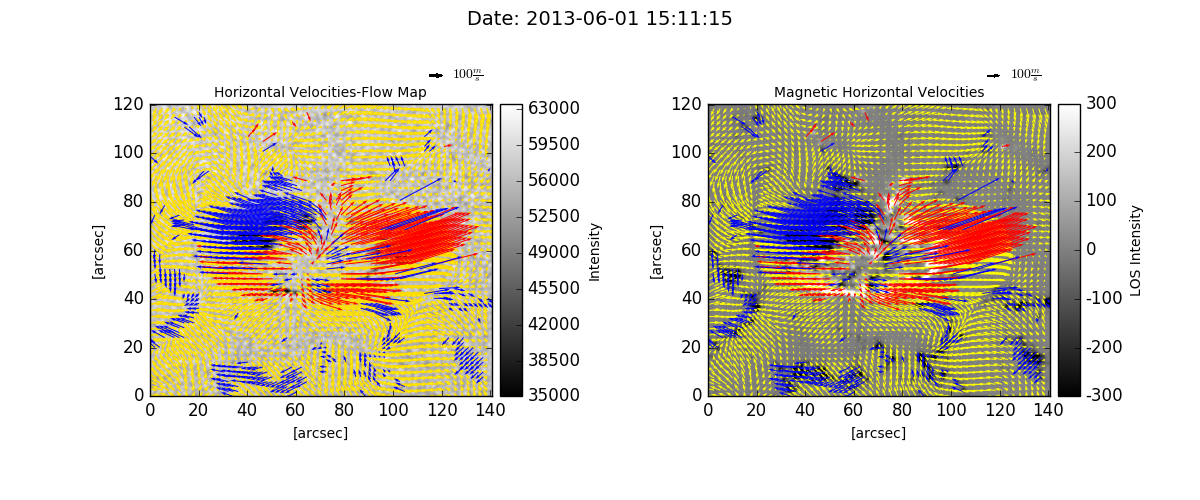 Date: 2013-06-01 15:11:15
100 m/s
100 m/s
Horizontal Velocities-Flow Map
Magnetic Horizontal Velocities
120
100
80
60
40
20
0
[arcsec]
0 20 40 60 80 100 120 140
[arcsec]
63000
59500
56000
52500
49000
45500
42000
38500
35000
Intensity
120
100
80
60
40
20
0
[arcsec]
0 20 40 60 80 100 120 140
[arcsec]
300
200
100
0
-100
-200
-300
LOS Intensity